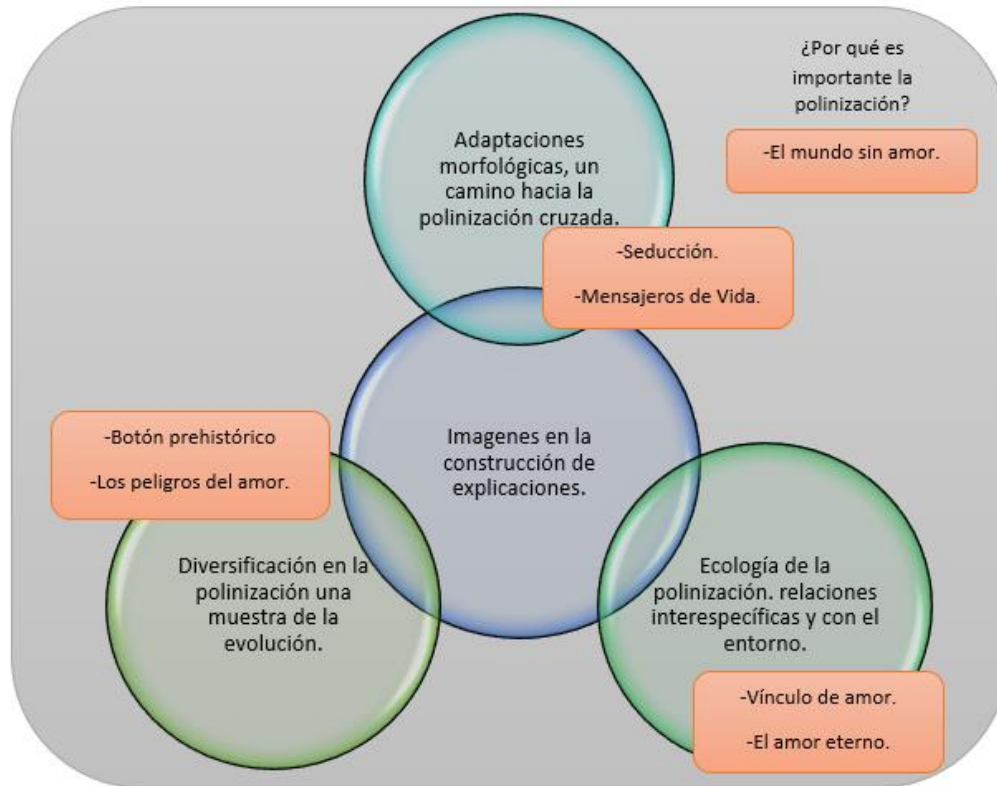 ¿Por qué es
importante la
polinización?
-El mundo sin amor.
Adaptaciones
morfológicas, un
camino hacia la
polinización cruzada.
-Seducción.
-Mensajeros de Vida.
Imagenes en la
construcción de
explicaciones.
-Botón prehistórico
-Los peligros del amor.
Diversificación en la
polinización una
muestra de la
evolución.
Ecología de la
polinización. relaciones
interespecíficas y con el
entorno.
-Vínculo de amor.
-El amor eterno.